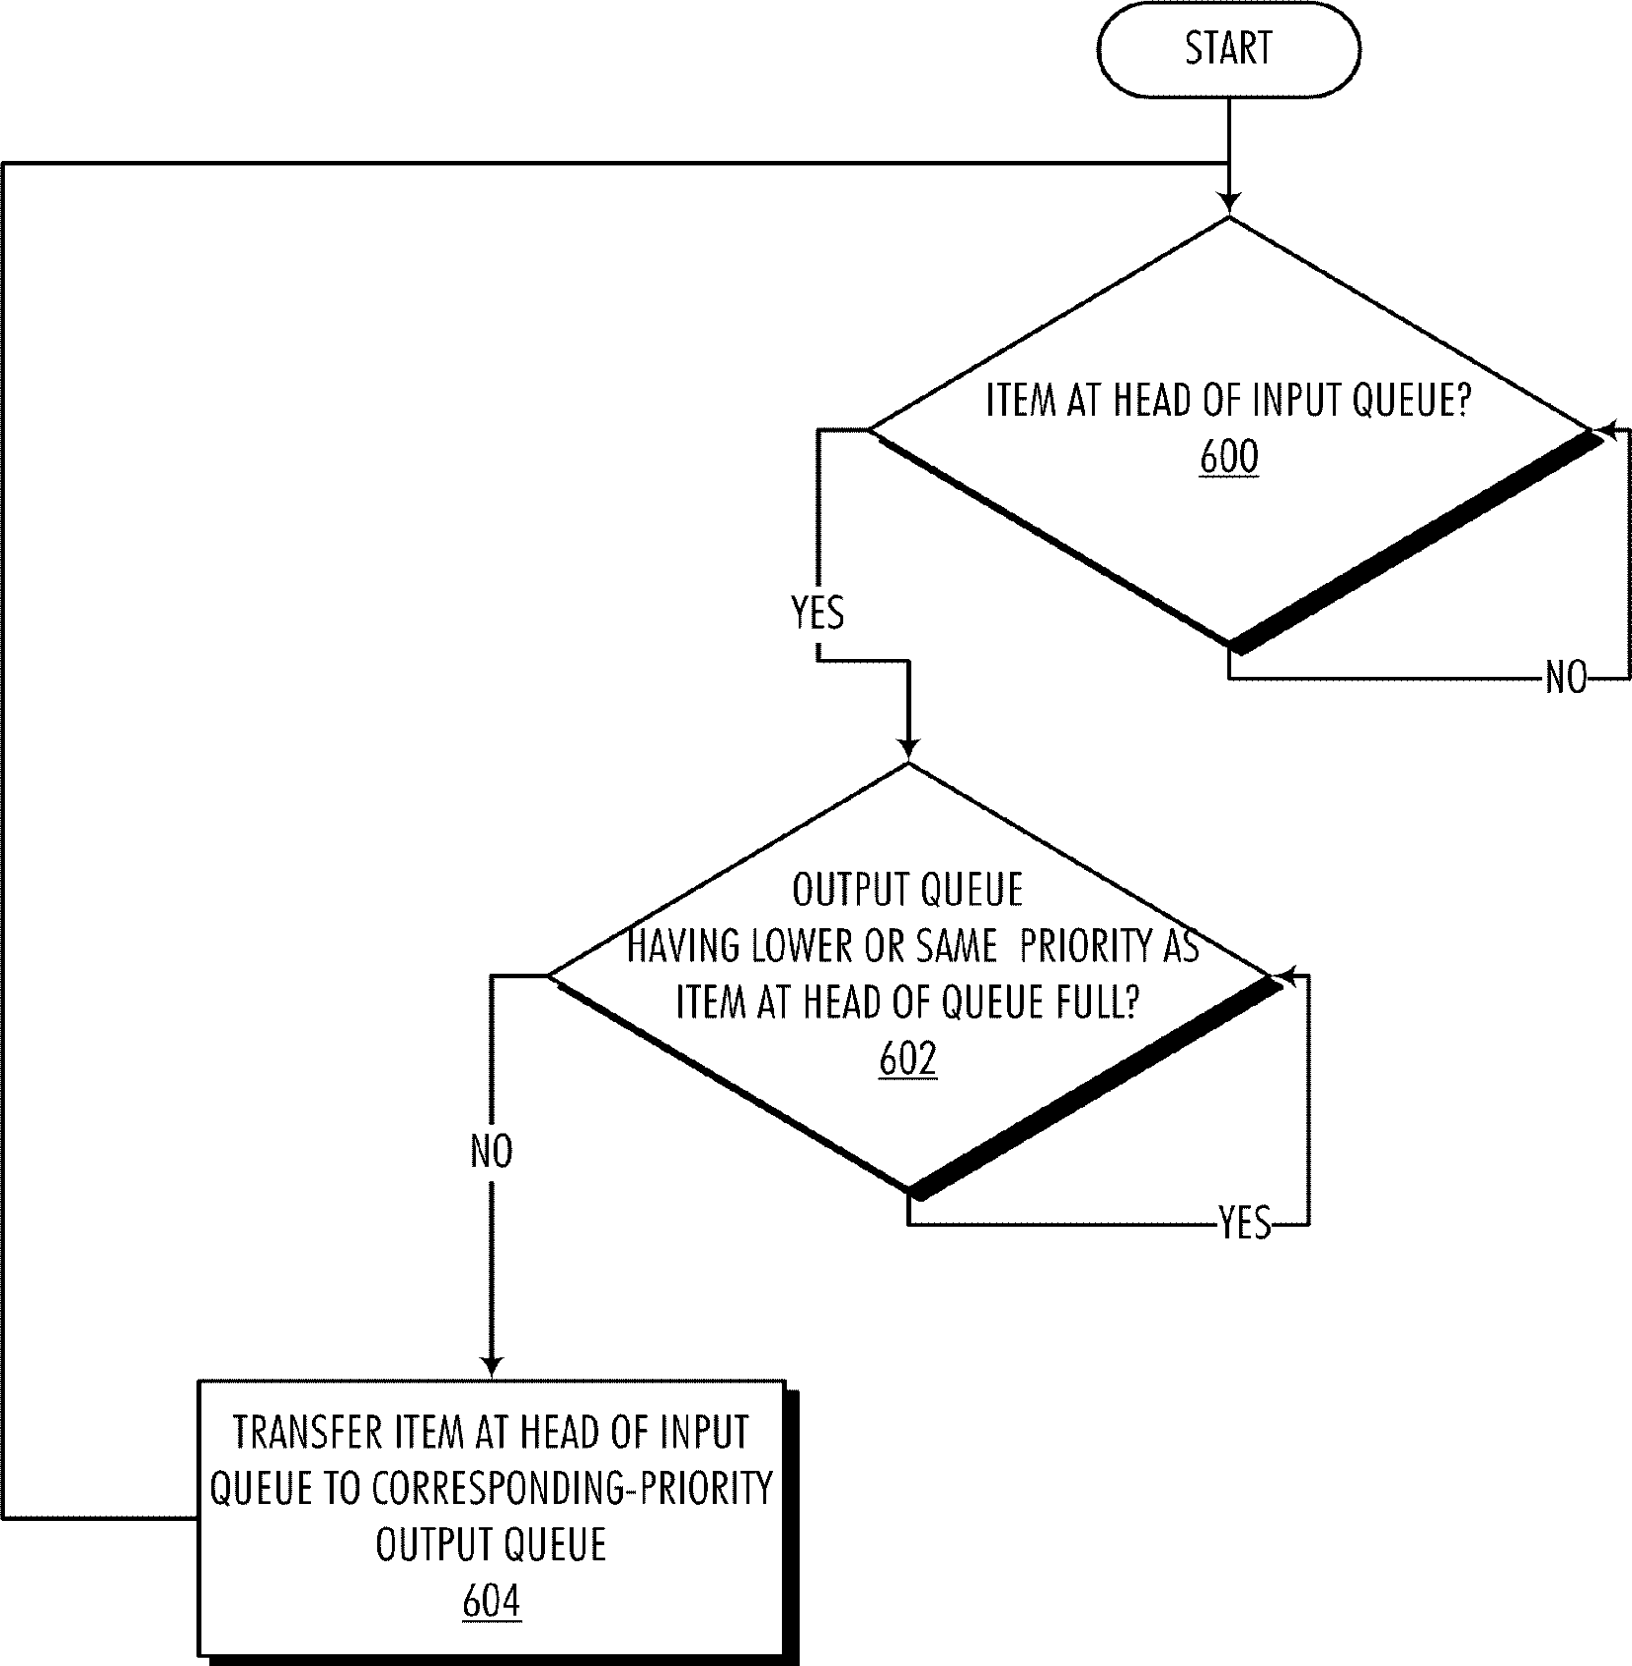 START
ITEM AT HEAD OF INPUT QUEUE?
600
YES
NO
OUTPUT QUEUE
HAVING LOWER OR SAME PRIORITY AS
ITEM AT HEAD OF QUEUE FULL?
602
NO
YES
TRANSFER ITEM AT HEAD OF INPUT
QUEUE TO CORRESPONDING-PRIORITY
OUTPUT QUEUE
604